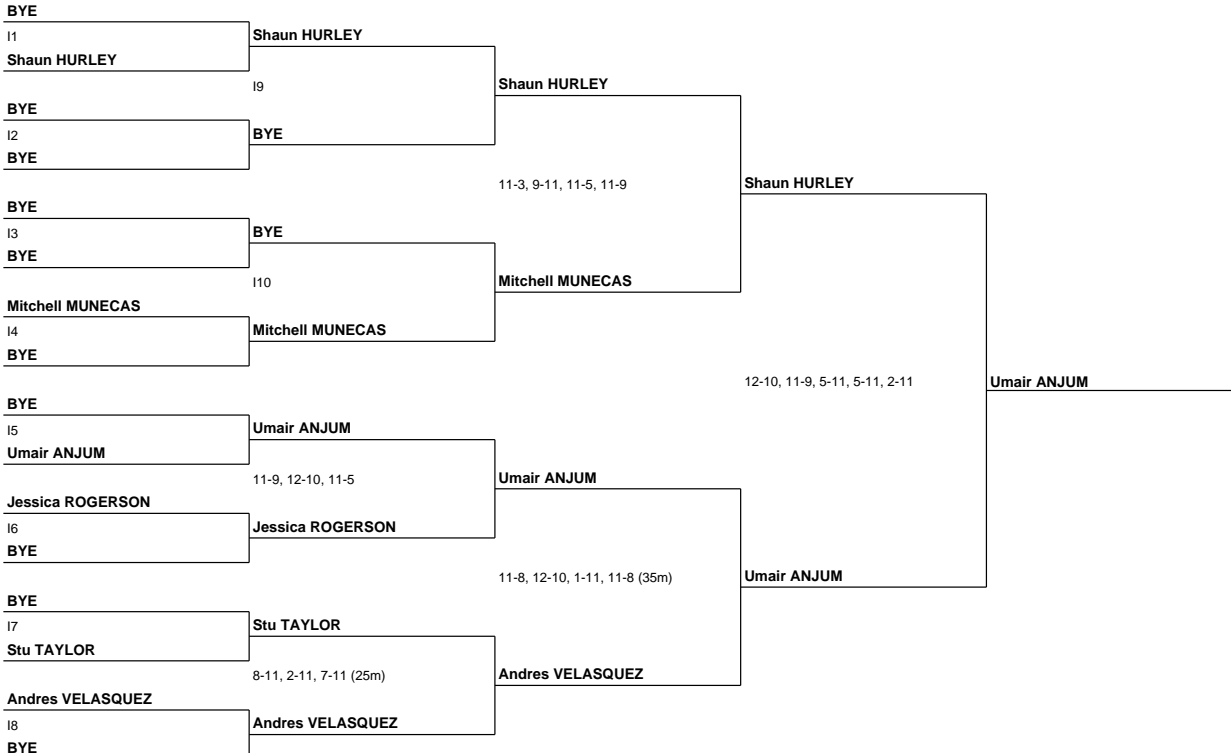 BYE
I1
Shaun HURLEY
BYE
I2
BYE
BYE
I3
BYE
Mitchell MUNECAS
I4
BYE
BYE
I5
Umair ANJUM
Jessica ROGERSON
I6
BYE
BYE
I7
Stu TAYLOR
Andres VELASQUEZ
I8
BYE
Shaun HURLEY
I9
BYE
BYE
I10
Mitchell MUNECAS
Umair ANJUM
11-9, 12-10, 11-5
Jessica ROGERSON
Stu TAYLOR
8-11, 2-11, 7-11 (25m)
Andres VELASQUEZ
Shaun HURLEY
11-3, 9-11, 11-5, 11-9
Mitchell MUNECAS
Umair ANJUM
11-8, 12-10, 1-11, 11-8 (35m)
Andres VELASQUEZ
Shaun HURLEY
12-10, 11-9, 5-11, 5-11, 2-11
Umair ANJUM
Umair ANJUM